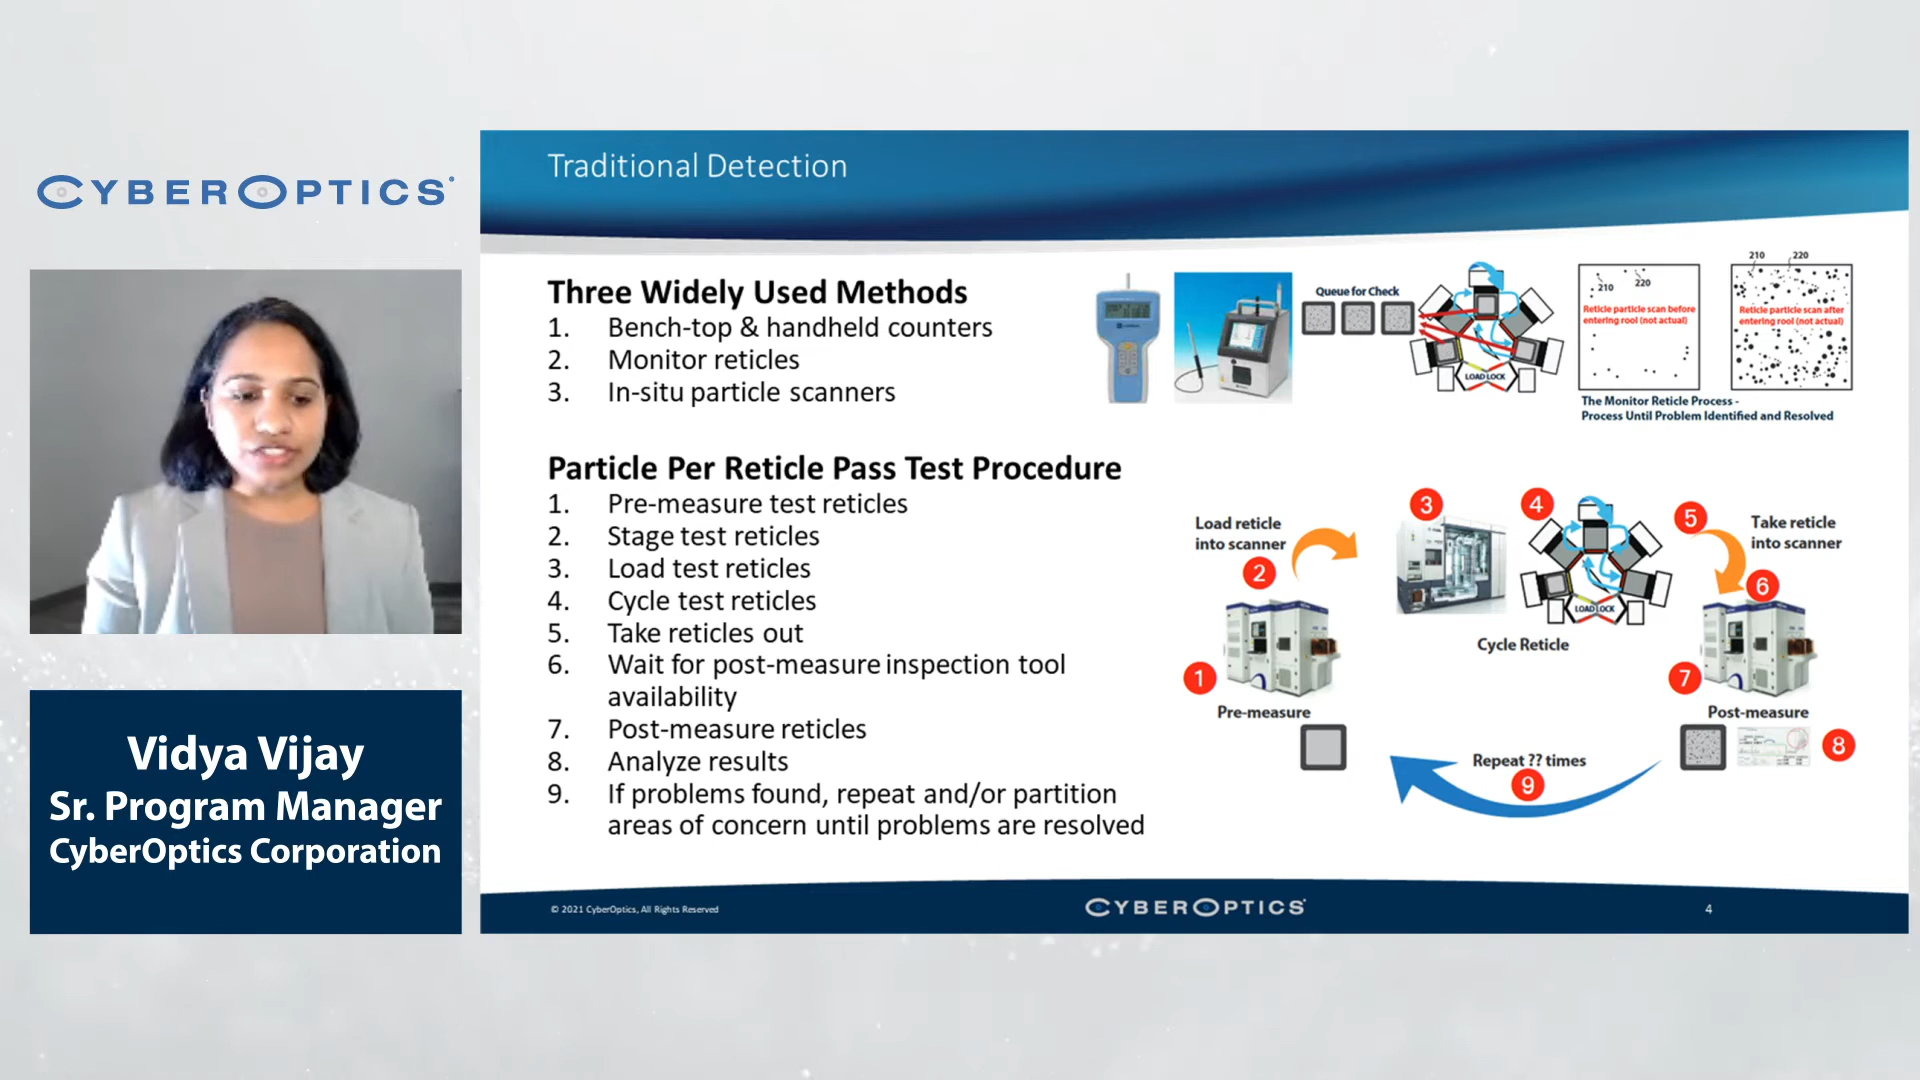 CYBEROPTICS
Vidya Vijay
Sr. Program Manager
CyberOptics Corporation
Traditional Detection
Three Widely Used Methods
1. Bench-top & handheld counters
2. Monitor reticles
3. In-situ particle scanners
Queue for Check
LOAD LOCK
210
220
Reticle particle scan before
entering rool (not actual)
210 220
Reticle particle scan after
entering rool (not actual)
The Monitor Reticle Process -
Process Until Problem Identified and Resolved
Particle Per Reticle Pass Test Procedure
1. Pre-measure test reticles
2. Stage test reticles
3. Load test reticles
4. Cycle test reticles
5. Take reticles out
6. Wait for post-measure inspection tool
availability
7. Post-measure reticles
8. Analyze results
9. If problems found, repeat and/or partition
areas of concern until problems are resolved
Load reticle
into scanner
2
3
4
5
Take reticle
into scanner
6
LOAD LOCK
Cycle Reticle
1
Pre-measure
7
Post-measure
8
Repeat ?? times
9
© 2021 CyberOptics, All Rights Reserved
CYBEROPTICS
4